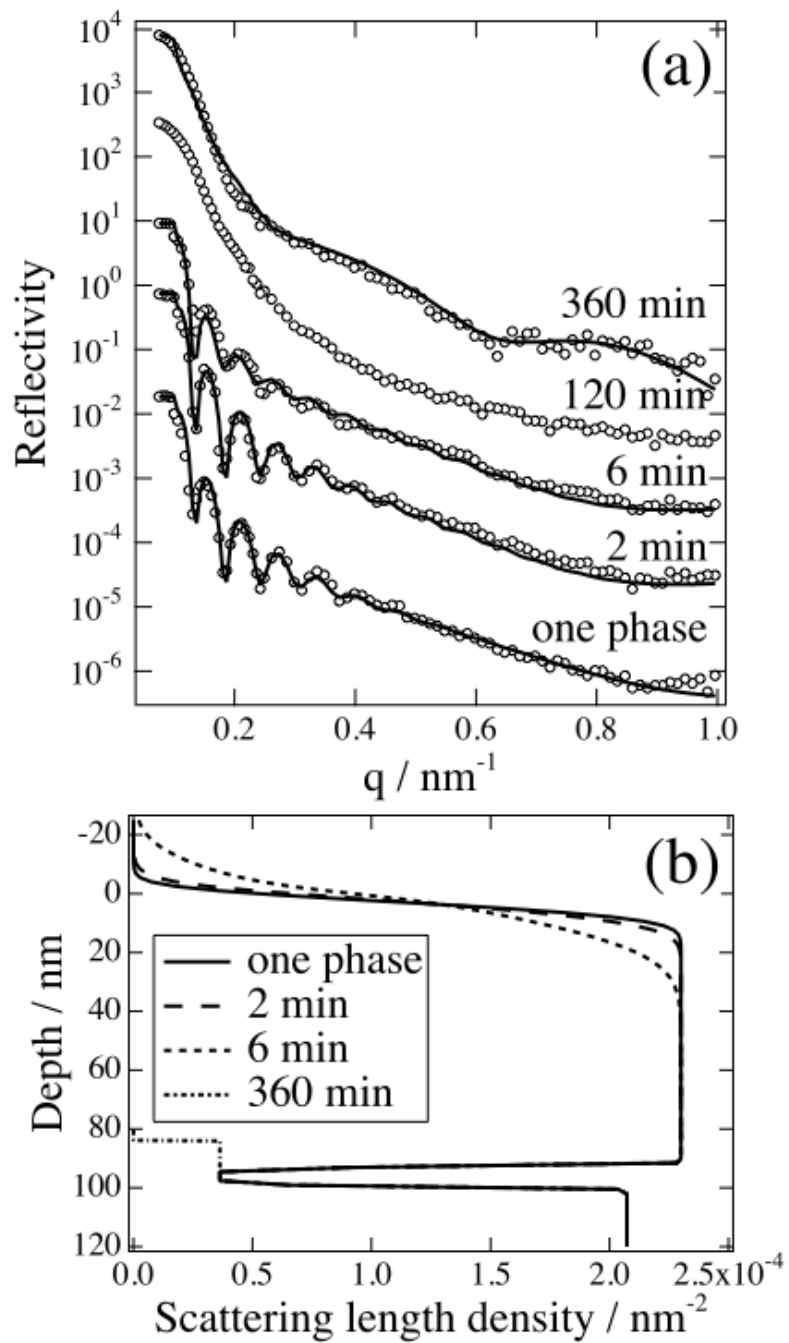 (a)
10^4
10^3
10^2
10^1
10^0
10^-1
10^-2
10^-3
10^-4
10^-5
10^-6
Reflectivity
360 min
120 min
6 min
2 min
one phase
0.2 0.4 0.6 0.8 1.0
q / nm^-1
(b)
-20
0
20
40
60
80
100
120
Depth / nm
one phase
2 min
6 min
360 min
0.0 0.5 1.0 1.5 2.0 2.5x10^-4
Scattering length density / nm^-2